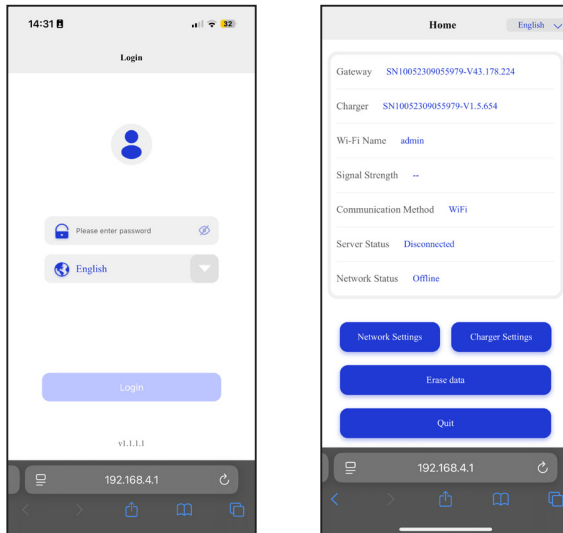 14:31
32
Login
Please enter password
English
Login
v1.1.1.1
192.168.4.1
Home
English
Gateway SN10052309055979-V43.178.224
Charger SN10052309055979-V1.5.654
Wi-Fi Name admin
Signal Strength --
Communication Method WiFi
Server Status Disconnected
Network Status Offline
Network Settings Charger Settings
Erase data
Quit
192.168.4.1